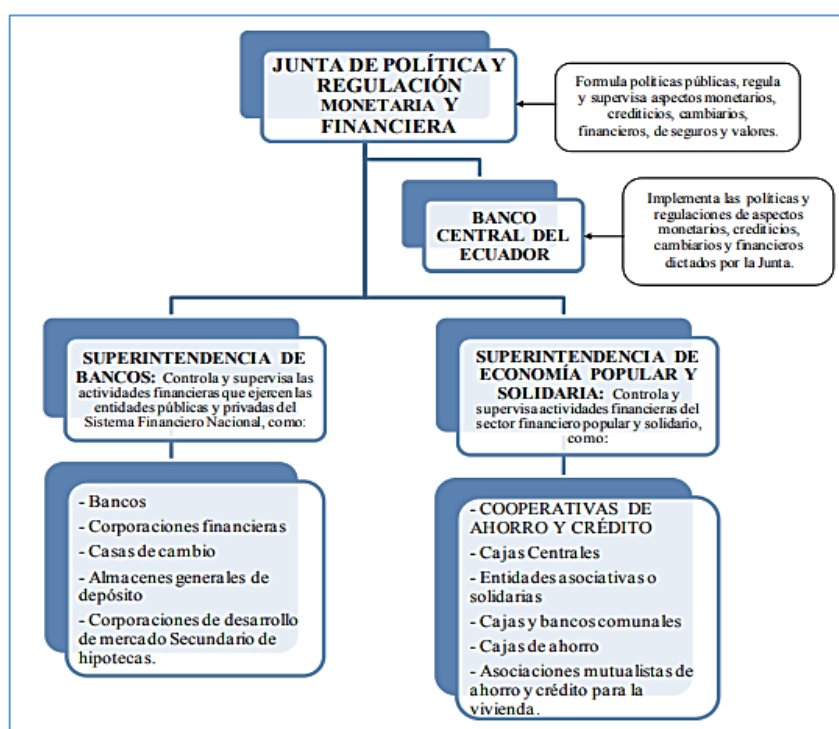 JUNTA DE POLÍTICA Y
REGULACIÓN
MONETARIA Y
FINANCIERA
Formula políticas públicas, regula
y supervisa aspectos monetarios,
crediticios, cambiarios,
financieros, de seguros y valores.
BANCO
CENTRAL DEL
ECUADOR
Implementa las políticas y
regulaciones de aspectos
monetarios, crediticios,
cambiarios y financieros
dictados por la Junta.
SUPERINTENDENCIA DE
BANCOS: Controla y supervisa las
actividades financieras que ejercen las
entidades públicas y privadas del
Sistema Financiero Nacional, como:
- Bancos
- Corporaciones financieras
- Casas de cambio
- Almacenes generales de
depósito
- Corporaciones de desarrollo
de mercado Secundario de
hipotecas.
SUPERINTENDENCIA DE
ECONOMÍA POPULAR Y
SOLIDARIA: Controla y
supervisa actividades financieras del
sector financiero popular y solidario,
como:
- COOPERATIVAS DE
AHORRO Y CRÉDITO
- Cajas Centrales
- Entidades asociativas o
solidarias
- Cajas y bancos comunales
- Cajas de ahorro
- Asociaciones mutualistas de
ahorro y crédito para la
vivienda.